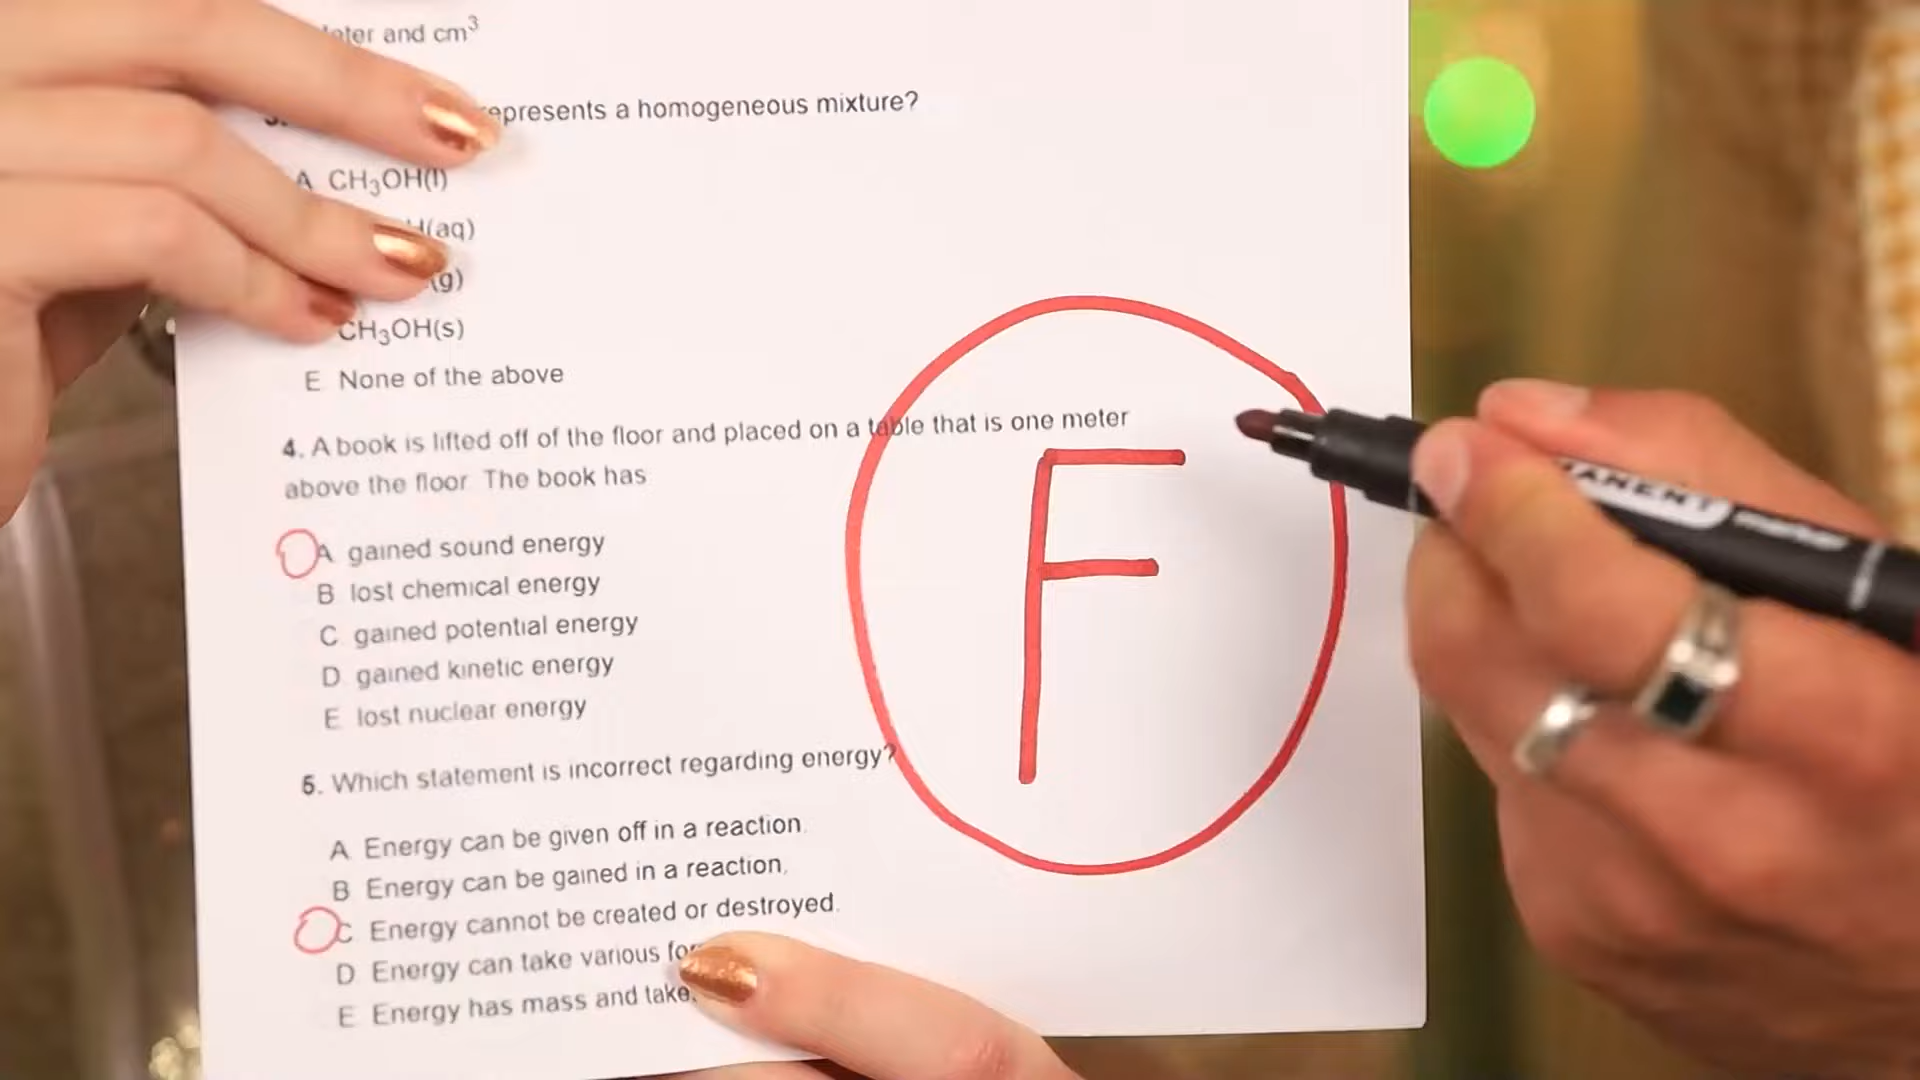 and cm³
represents a homogeneous mixture?
A CH₃OH(l)
(aq)
(g)
CH₃OH(s)
E None of the above
4. A book is lifted off of the floor and placed on a table that is one meter
above the floor. The book has
A gained sound energy
B lost chemical energy
C gained potential energy
D gained kinetic energy
E lost nuclear energy
5. Which statement is incorrect regarding energy?
A Energy can be given off in a reaction.
B Energy can be gained in a reaction.
C Energy cannot be created or destroyed.
D Energy can take various
E Energy has mass and
F
marker